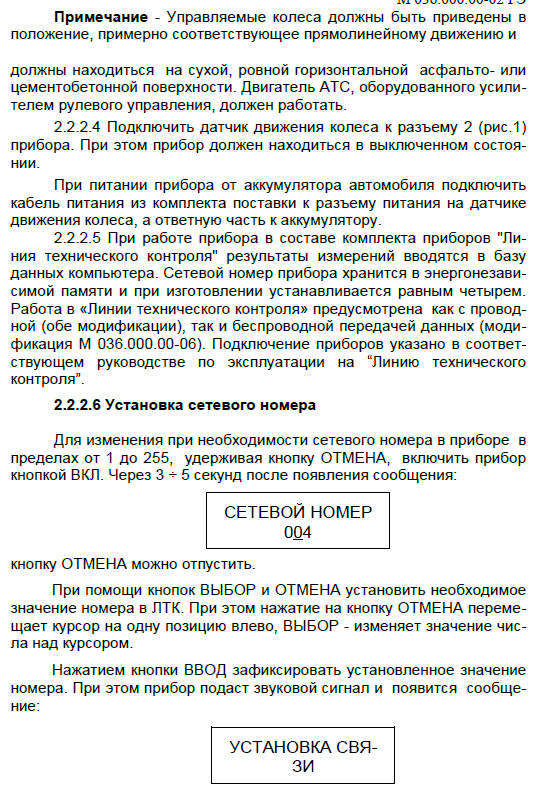 М 036.000.00-02 РЭ
Примечание - Управляемые колеса должны быть приведены в
положение, примерно соответствующее прямолинейному движению и
должны находиться на сухой, ровной горизонтальной асфальто- или
цементобетонной поверхности. Двигатель АТС, оборудованного усили-
телем рулевого управления, должен работать.
2.2.2.4 Подключить датчик движения колеса к разъему 2 (рис.1)
прибора. При этом прибор должен находиться в выключенном состоя-
нии.
При питании прибора от аккумулятора автомобиля подключить
кабель питания из комплекта поставки к разъему питания на датчике
движения колеса, а ответную часть к аккумулятору.
2.2.2.5 При работе прибора в составе комплекта приборов "Ли-
ния технического контроля" результаты измерений вводятся в базу
данных компьютера. Сетевой номер прибора хранится в энергонезави-
симой памяти и при изготовлении устанавливается равным четырем.
Работа в «Линии технического контроля» предусмотрена как с провод-
ной (обе модификации), так и беспроводной передачей данных (моди-
фикация М 036.000.00-06). Подключение приборов указано в соответ-
ствующем руководстве по эксплуатации на “Линию технического
контроля”.
2.2.2.6 Установка сетевого номера
Для изменения при необходимости сетевого номера в приборе в
пределах от 1 до 255, удерживая кнопку ОТМЕНА, включить прибор
кнопкой ВКЛ. Через 3 ÷ 5 секунд после появления сообщения:
СЕТЕВОЙ НОМЕР
004
кнопку ОТМЕНА можно отпустить.
При помощи кнопок ВЫБОР и ОТМЕНА установить необходимое
значение номера в ЛТК. При этом нажатие на кнопку ОТМЕНА переме-
щает курсор на одну позицию влево, ВЫБОР - изменяет значение чис-
ла над курсором.
Нажатием кнопки ВВОД зафиксировать установленное значение
номера. При этом прибор подаст звуковой сигнал и появится сообще-
ние:
УСТАНОВКА СВЯ-
ЗИ